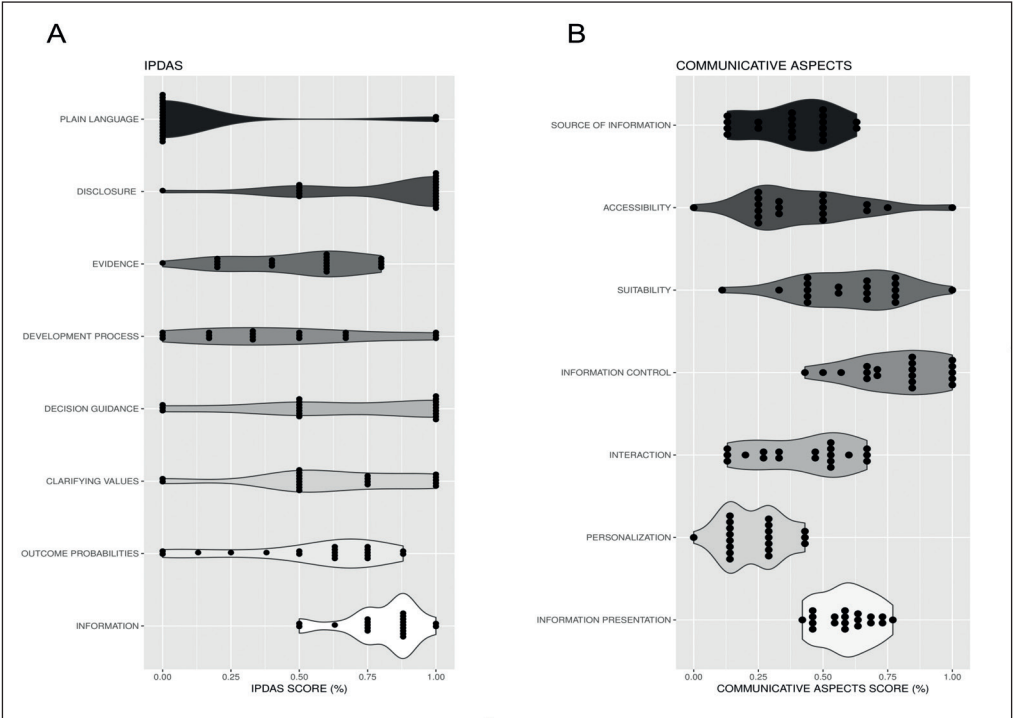 A
IPDAS
PLAIN LANGUAGE
DISCLOSURE
EVIDENCE
DEVELOPMENT PROCESS
DECISION GUIDANCE
CLARIFYING VALUES
OUTCOME PROBABILITIES
INFORMATION
0.00 0.25 0.50 0.75 1.00
IPDAS SCORE (%)
B
COMMUNICATIVE ASPECTS
SOURCE OF INFORMATION
ACCESSIBILITY
SUITABILITY
INFORMATION CONTROL
INTERACTION
PERSONALIZATION
INFORMATION PRESENTATION
0.00 0.25 0.50 0.75 1.00
COMMUNICATIVE ASPECTS SCORE (%)